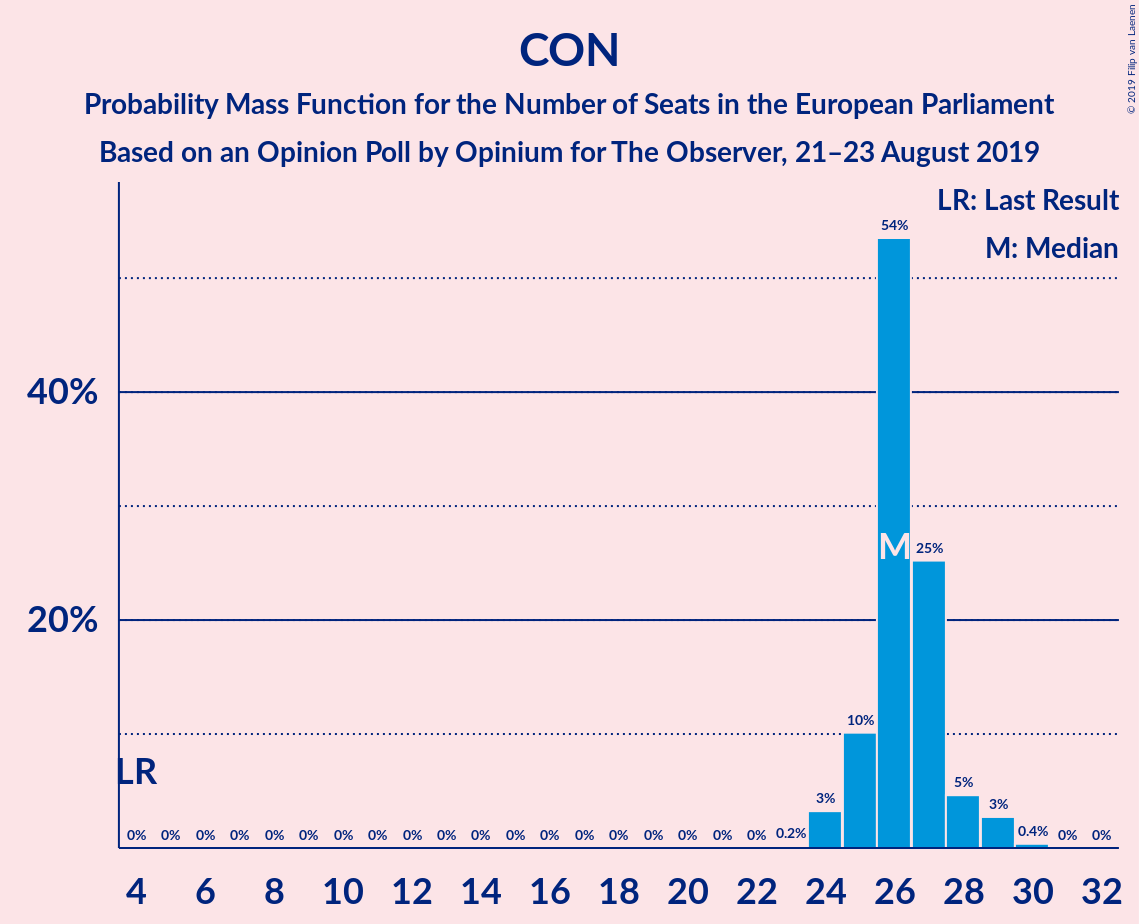 CON
Probability Mass Function for the Number of Seats in the European Parliament
Based on an Opinion Poll by Opinium for The Observer, 21–23 August 2019
© 2019 Filip van Laenen
LR: Last Result
M: Median
54%
40%
M
25%
20%
10%
LR
5%
3%
3%
0% 0% 0% 0% 0% 0% 0% 0% 0% 0% 0% 0% 0% 0% 0% 0% 0% 0% 0% 0.2% 0.4% 0% 0%
4 6 8 10 12 14 16 18 20 22 24 26 28 30 32